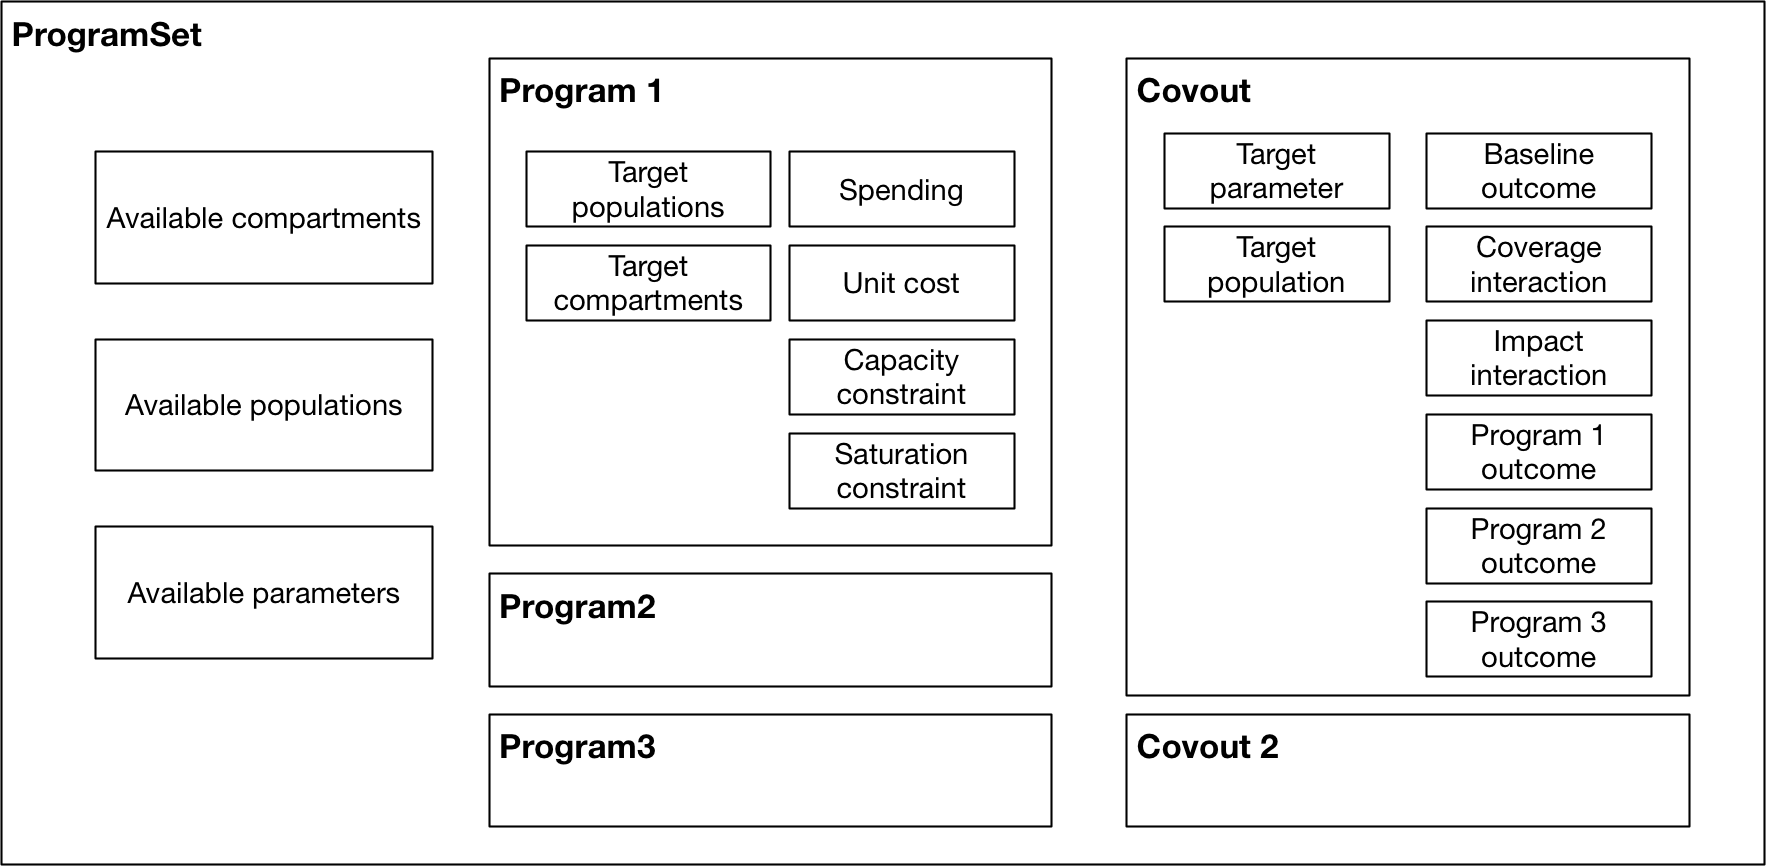 ProgramSet
Available compartments
Available populations
Available parameters
Program 1
Target
populations
Spending
Target
compartments
Unit cost
Capacity
constraint
Saturation
constraint
Program2
Program3
Covout
Target
parameter
Baseline
outcome
Target
population
Coverage
interaction
Impact
interaction
Program 1
outcome
Program 2
outcome
Program 3
outcome
Covout 2